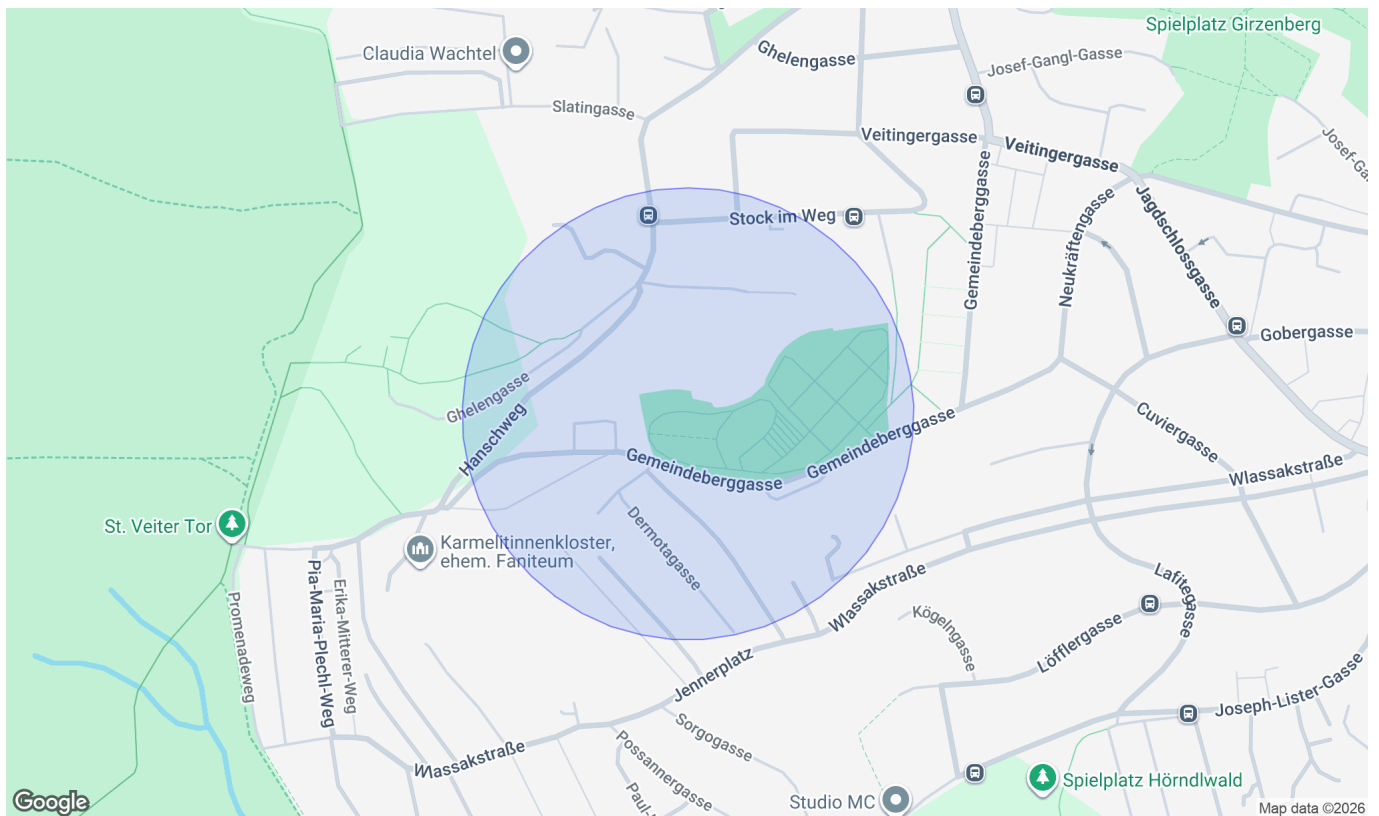 Spielplatz Girzenberg
Claudia Wachtel
Ghelengasse
Josef-Gangl-Gasse
Slatingasse
Veitingergasse
Veitingergasse
Stock im Weg
Gemeindeberggasse
Neukräftengasse
Jagdschlossgasse
Gobergasse
Ghelengasse
Hanschweg
Gemeindeberggasse
Gemeindeberggasse
Cuviergasse
Wlassakstraße
St. Veiter Tor
Karmelitinnenkloster,
ehem. Faniteum
Dermotagasse
Wlassakstraße
Lafitegasse
Kögelngasse
Löfflergasse
Promenadeweg
Pia-Maria-Plechl-Weg
Erika-Mitterer-Weg
Jennerplatz
Joseph-Lister-Gasse
Sorgogasse
Possannergasse
Wlassakstraße
Spielplatz Hörndlwald
Studio MC
Google
Map data ©2026